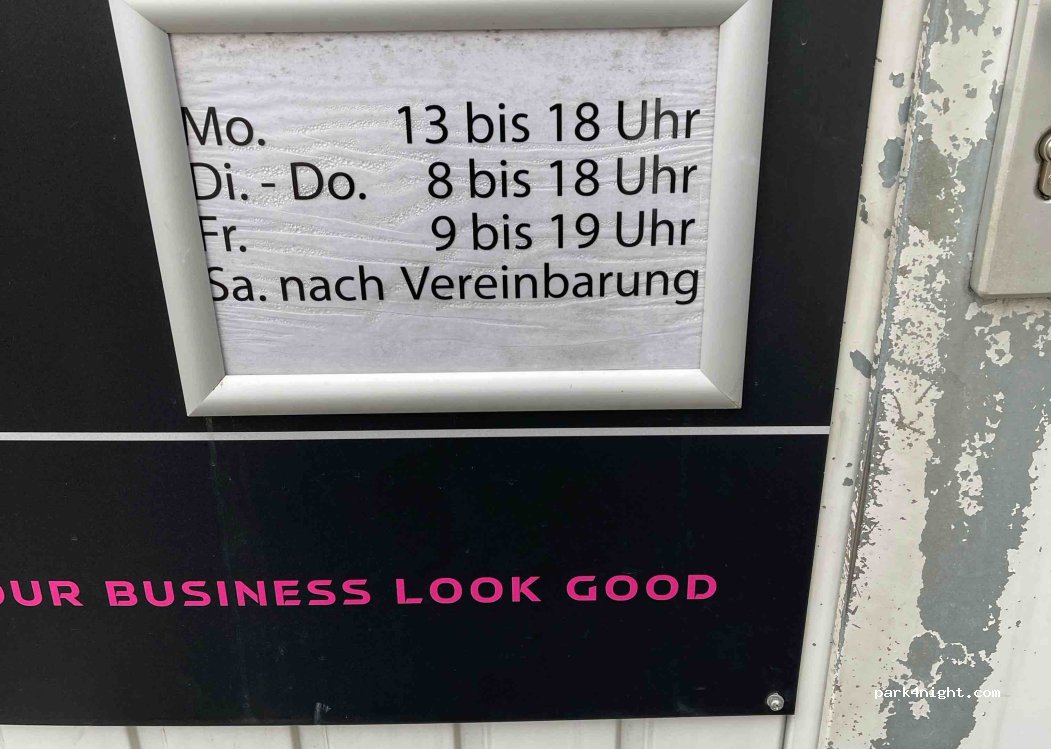 Mo. 13 bis 18 Uhr
Di. - Do. 8 bis 18 Uhr
Fr. 9 bis 19 Uhr
Sa. nach Vereinbarung
OUR BUSINESS LOOK GOOD
park4night.com